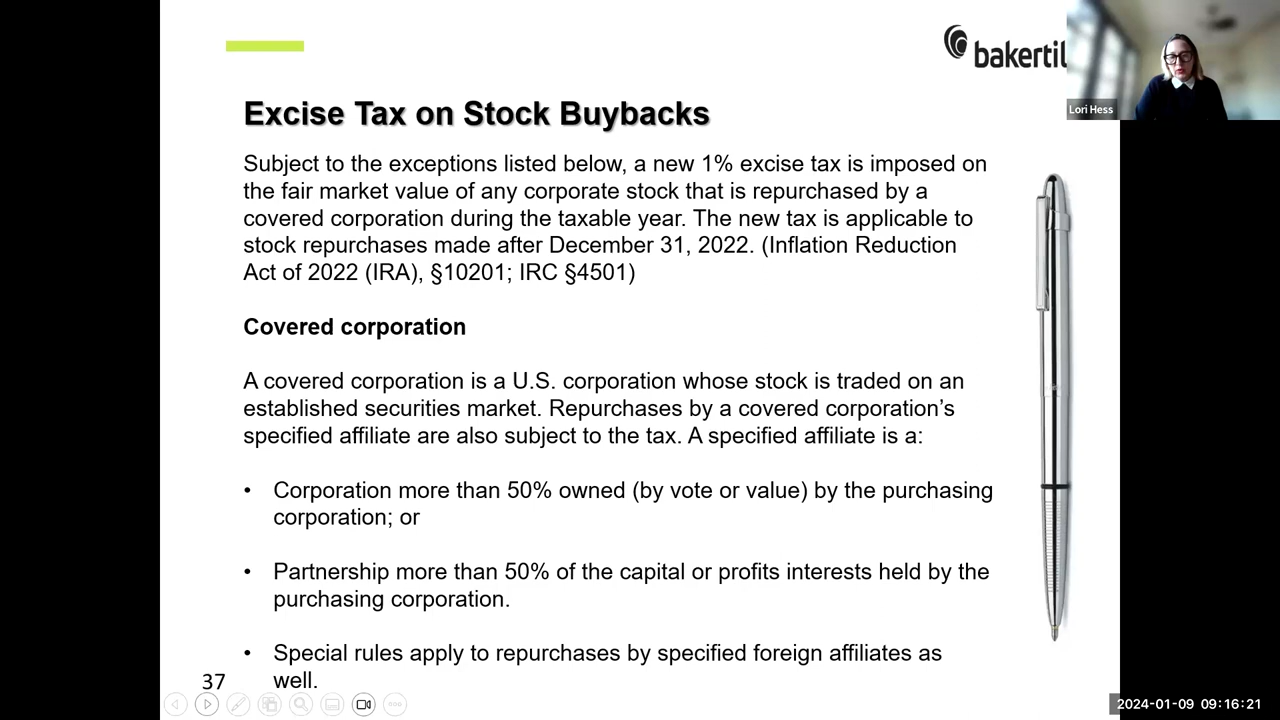 bakertil
Lori Hess
Excise Tax on Stock Buybacks
Subject to the exceptions listed below, a new 1% excise tax is imposed on
the fair market value of any corporate stock that is repurchased by a
covered corporation during the taxable year. The new tax is applicable to
stock repurchases made after December 31, 2022. (Inflation Reduction
Act of 2022 (IRA), §10201; IRC §4501)
Covered corporation
A covered corporation is a U.S. corporation whose stock is traded on an
established securities market. Repurchases by a covered corporation’s
specified affiliate are also subject to the tax. A specified affiliate is a:
• Corporation more than 50% owned (by vote or value) by the purchasing
corporation; or
• Partnership more than 50% of the capital or profits interests held by the
purchasing corporation.
• Special rules apply to repurchases by specified foreign affiliates as
well.
37
2024-01-09 09:16:21